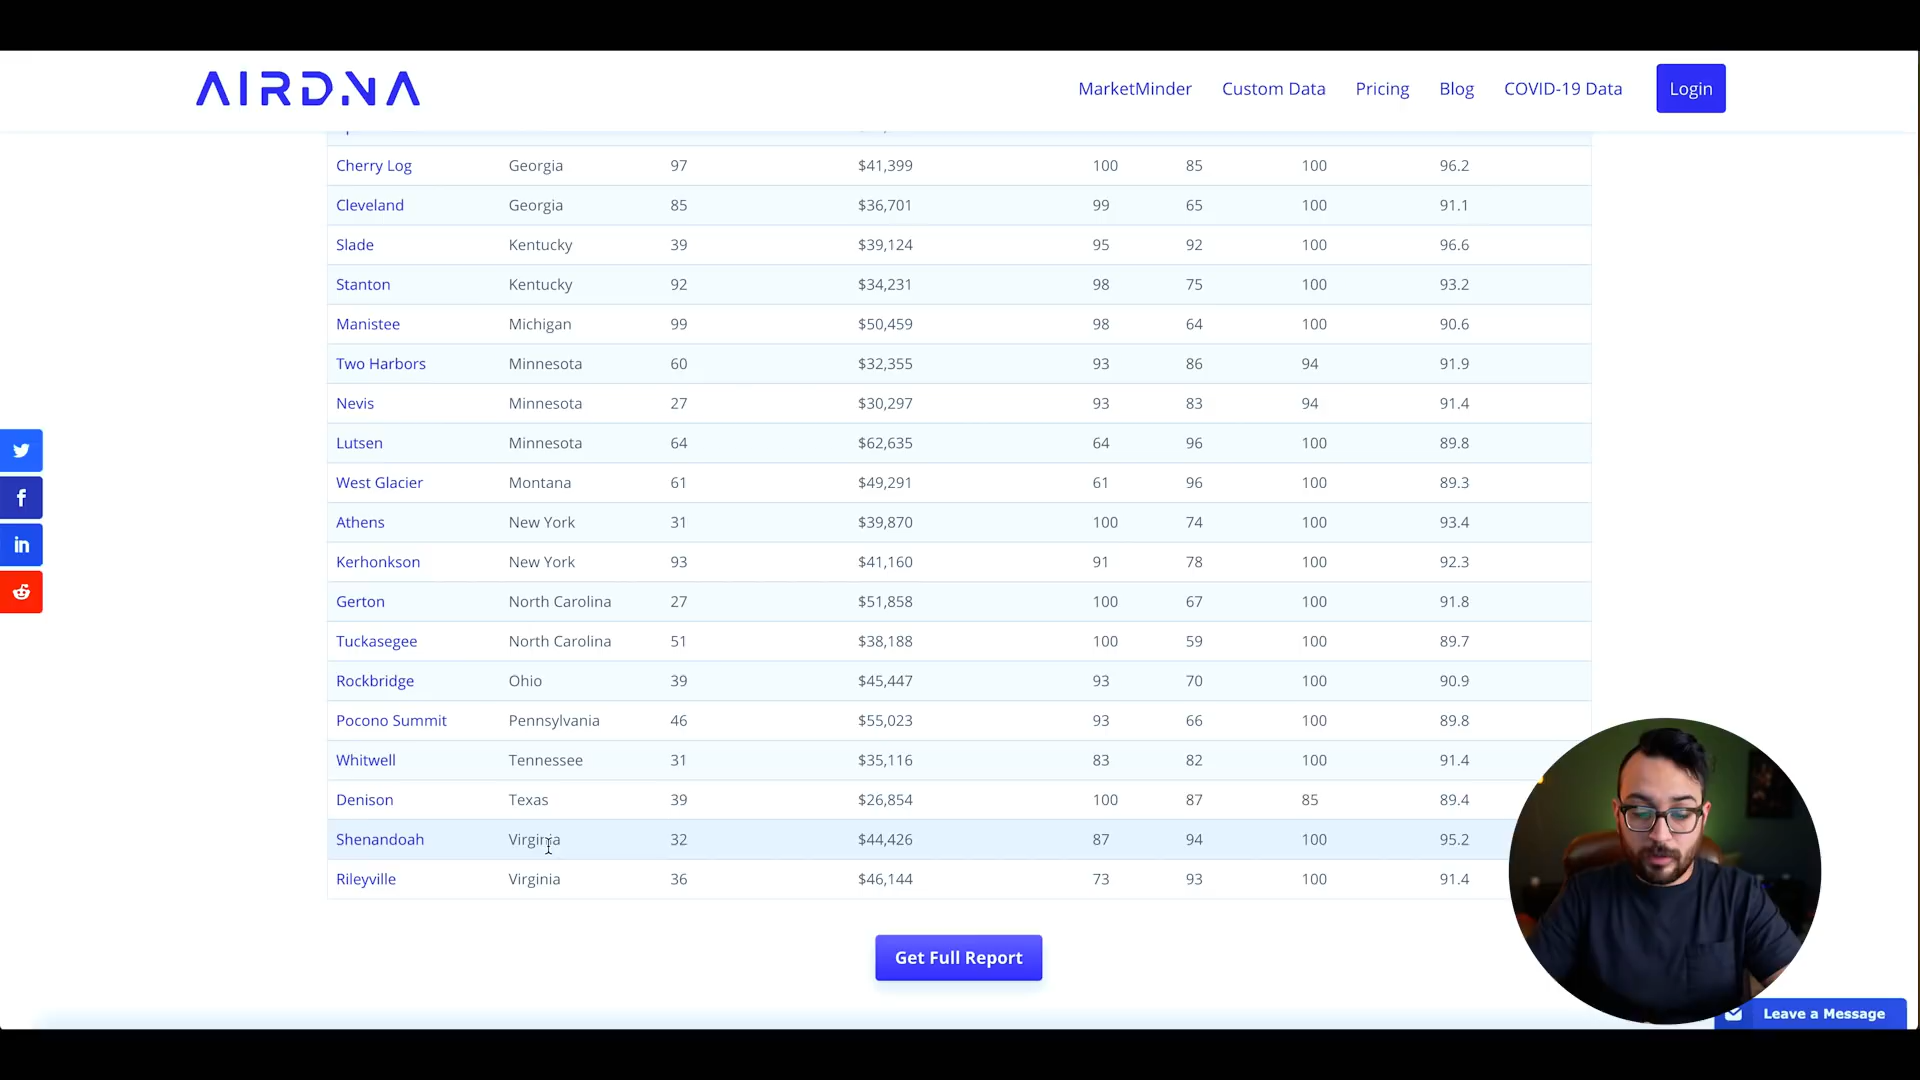 AIRDNA
MarketMinder Custom Data Pricing Blog COVID-19 Data Login
Cherry Log Georgia 97 $41,399 100 85 100 96.2
Cleveland Georgia 85 $36,701 99 65 100 91.1
Slade Kentucky 39 $39,124 95 92 100 96.6
Stanton Kentucky 92 $34,231 98 75 100 93.2
Manistee Michigan 99 $50,459 98 64 100 90.6
Two Harbors Minnesota 60 $32,355 93 86 94 91.9
Nevis Minnesota 27 $30,297 93 83 94 91.4
Lutsen Minnesota 64 $62,635 64 96 100 89.8
West Glacier Montana 61 $49,291 61 96 100 89.3
Athens New York 31 $39,870 100 74 100 93.4
Kerhonkson New York 93 $41,160 91 78 100 92.3
Gerton North Carolina 27 $51,858 100 67 100 91.8
Tuckasegee North Carolina 51 $38,188 100 59 100 89.7
Rockbridge Ohio 39 $45,447 93 70 100 90.9
Pocono Summit Pennsylvania 46 $55,023 93 66 100 89.8
Whitwell Tennessee 31 $35,116 83 82 100 91.4
Denison Texas 39 $26,854 100 87 85 89.4
Shenandoah Virginia 32 $44,426 87 94 100 95.2
Rileyville Virginia 36 $46,144 73 93 100 91.4
Get Full Report
Leave a Message